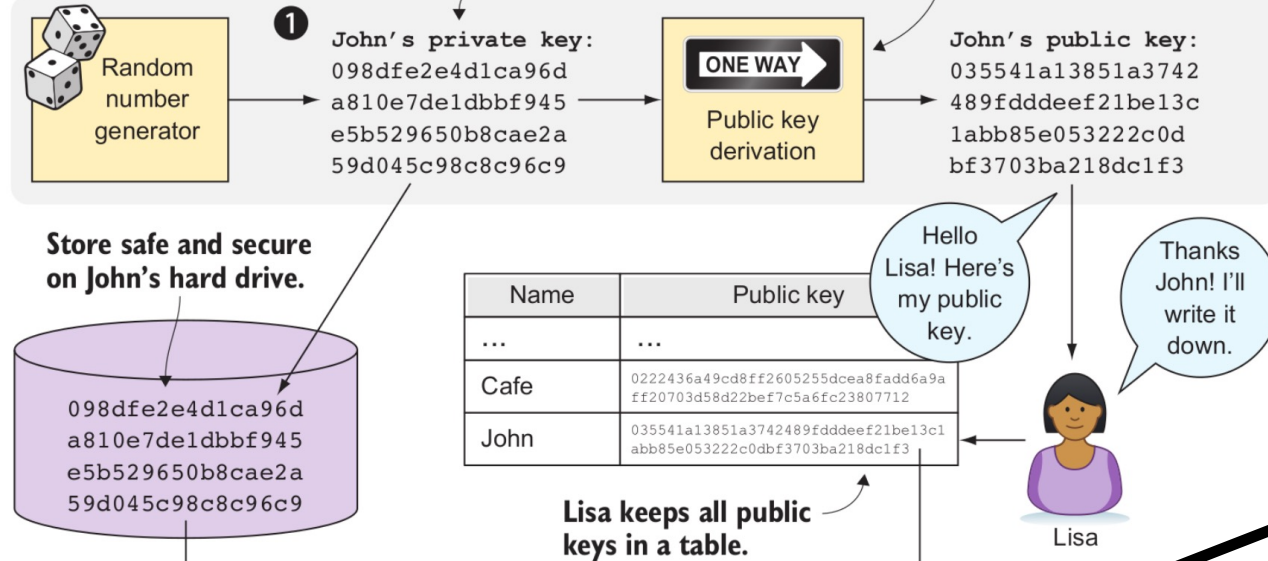 1
Random
number
generator
John's private key:
098dfe2e4d1ca96d
a810e7de1dbbf945
e5b529650b8cae2a
59d045c98c8c96c9
ONE WAY
Public key
derivation
John's public key:
035541a13851a3742
489fdddeef21be13c
1abb85e053222c0d
bf3703ba218dc1f3
Store safe and secure
on John's hard drive.
098dfe2e4d1ca96d
a810e7de1dbbf945
e5b529650b8cae2a
59d045c98c8c96c9
Name Public key
... ...
Cafe 0222436a49cd8ff2605255dcea8fadd6a9a
ff20703d58d22bef7c5a6fc23807712
John 035541a13851a3742489fdddeef21be13c1
abb85e053222c0dbf3703ba218dc1f3
Lisa keeps all public
keys in a table.
Hello
Lisa! Here's
my public
key.
Thanks
John! I'll
write it
down.
Lisa